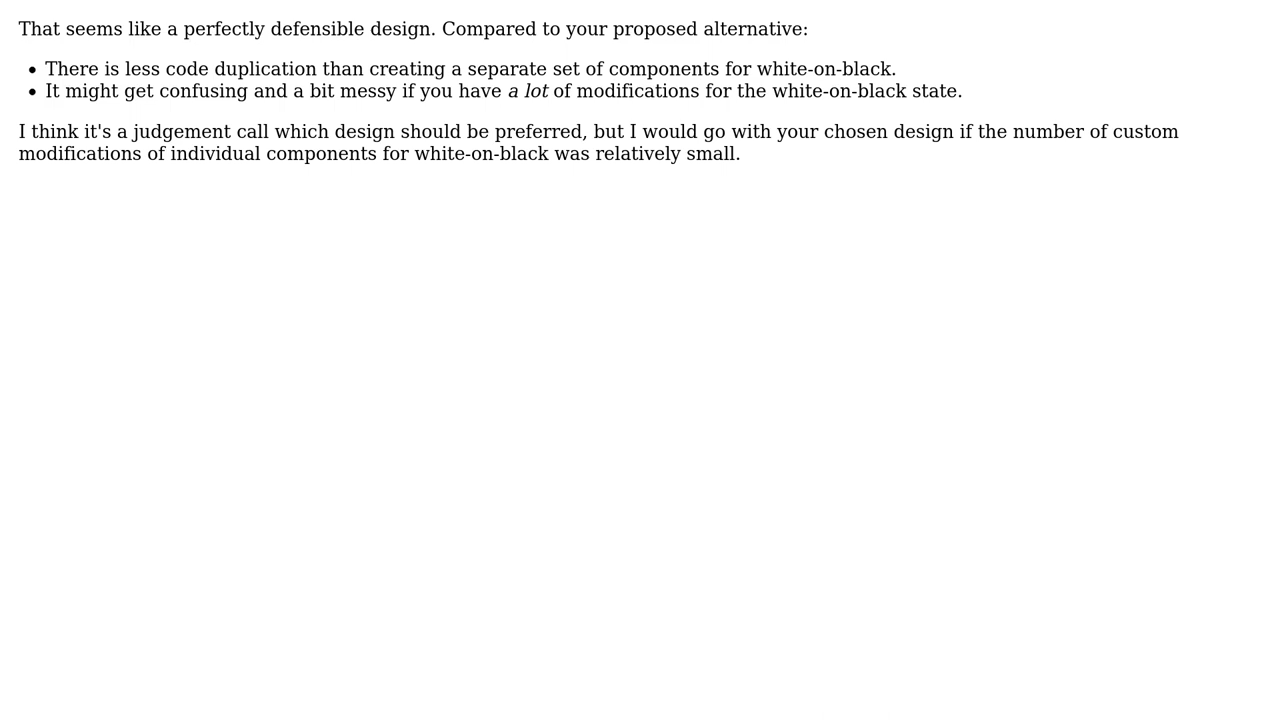 That seems like a perfectly defensible design. Compared to your proposed alternative:
• There is less code duplication than creating a separate set of components for white-on-black.
• It might get confusing and a bit messy if you have a lot of modifications for the white-on-black state.
I think it's a judgement call which design should be preferred, but I would go with your chosen design if the number of custom
modifications of individual components for white-on-black was relatively small.